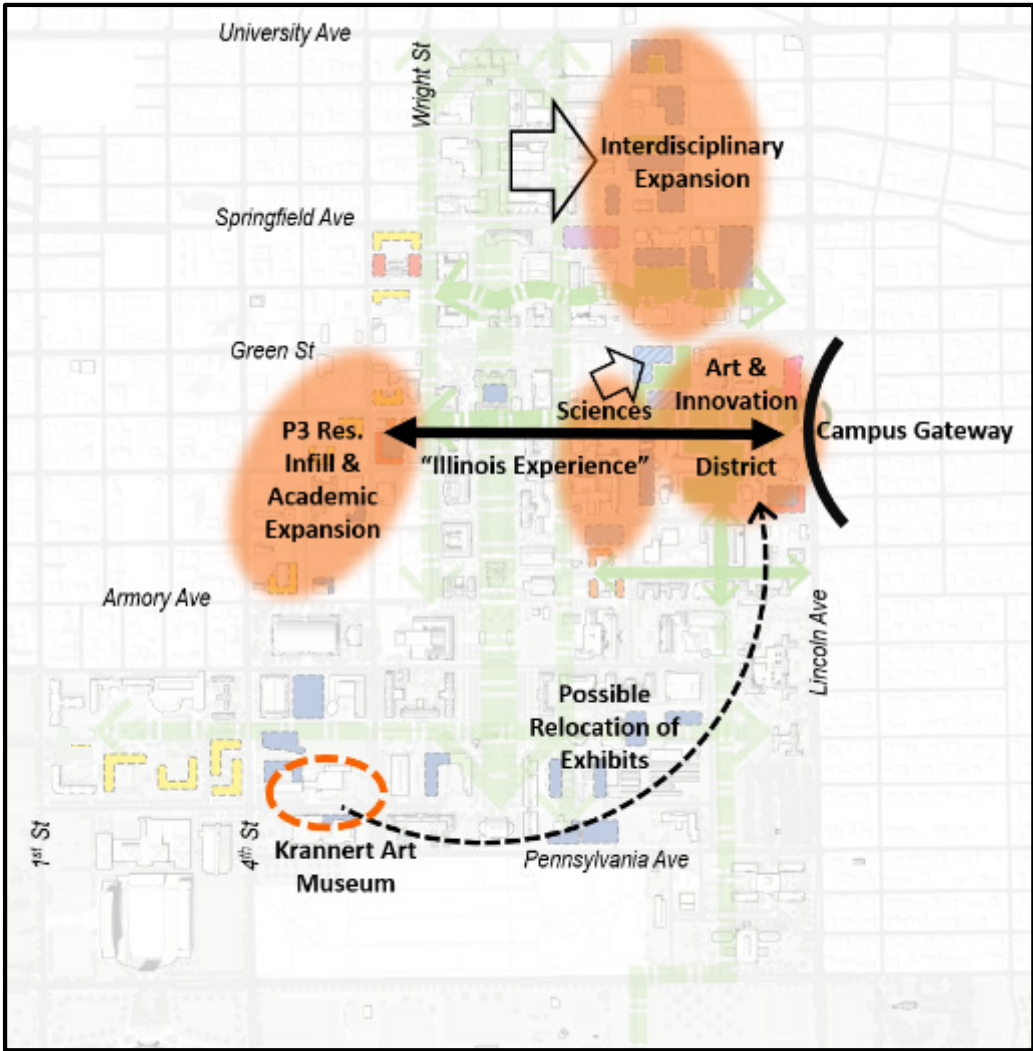 University Ave
Wright St
Interdisciplinary
Expansion
Springfield Ave
Green St
Art &
Innovation
Sciences
P3 Res.
Infill &
Academic
Expansion
Campus Gateway
"Illinois Experience"
District
Armory Ave
Lincoln Ave
Possible
Relocation of
Exhibits
1st St
4th St
Krannert Art
Museum
Pennsylvania Ave